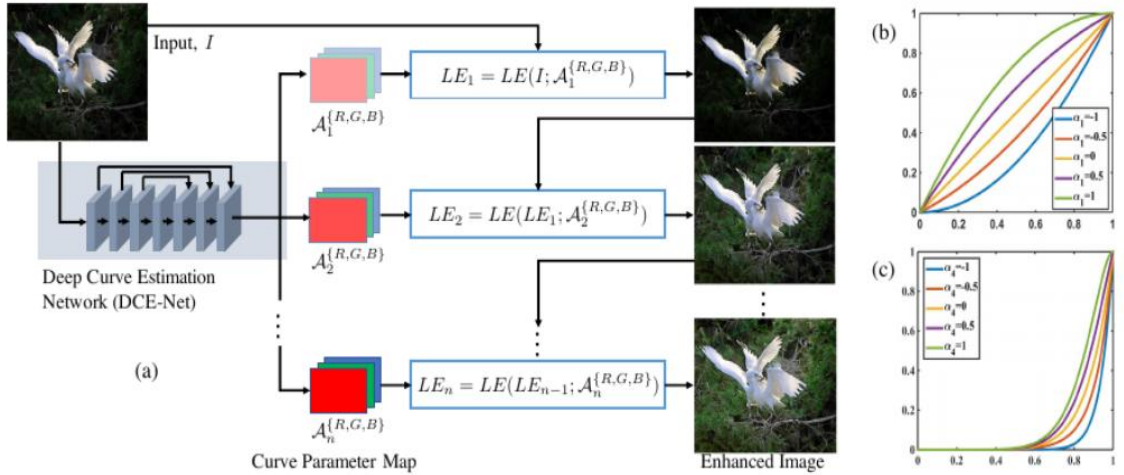 Input, I
LE₁ = LE(I; 𝒜₁^{R,G,B})
𝒜₁^{R,G,B}
LE₂ = LE(LE₁; 𝒜₂^{R,G,B})
𝒜₂^{R,G,B}
Deep Curve Estimation
Network (DCE-Net)
(a)
LEₙ = LE(LEₙ₋₁; 𝒜ₙ^{R,G,B})
𝒜ₙ^{R,G,B}
Curve Parameter Map
Enhanced Image
(b)
1
0.8
0.6
0.4
0.2
0
0.2 0.4 0.6 0.8 1
α₁=-1
α₁=-0.5
α₁=0
α₁=0.5
α₁=1
(c)
1
0.8
0.6
0.4
0.2
0
0 0.2 0.4 0.6 0.8 1
α₄=-1
α₄=-0.5
α₄=0
α₄=0.5
α₄=1